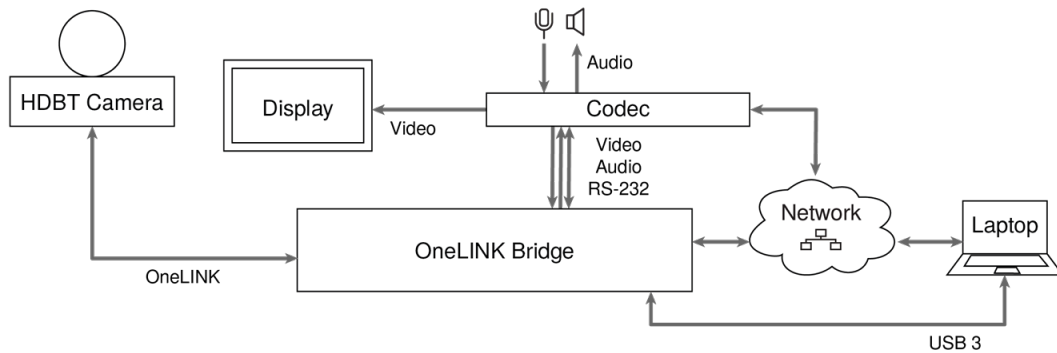 Audio
HDBT Camera
Display
Codec
Video
Video
Audio
RS-232
Network
Laptop
OneLINK Bridge
OneLINK
USB 3